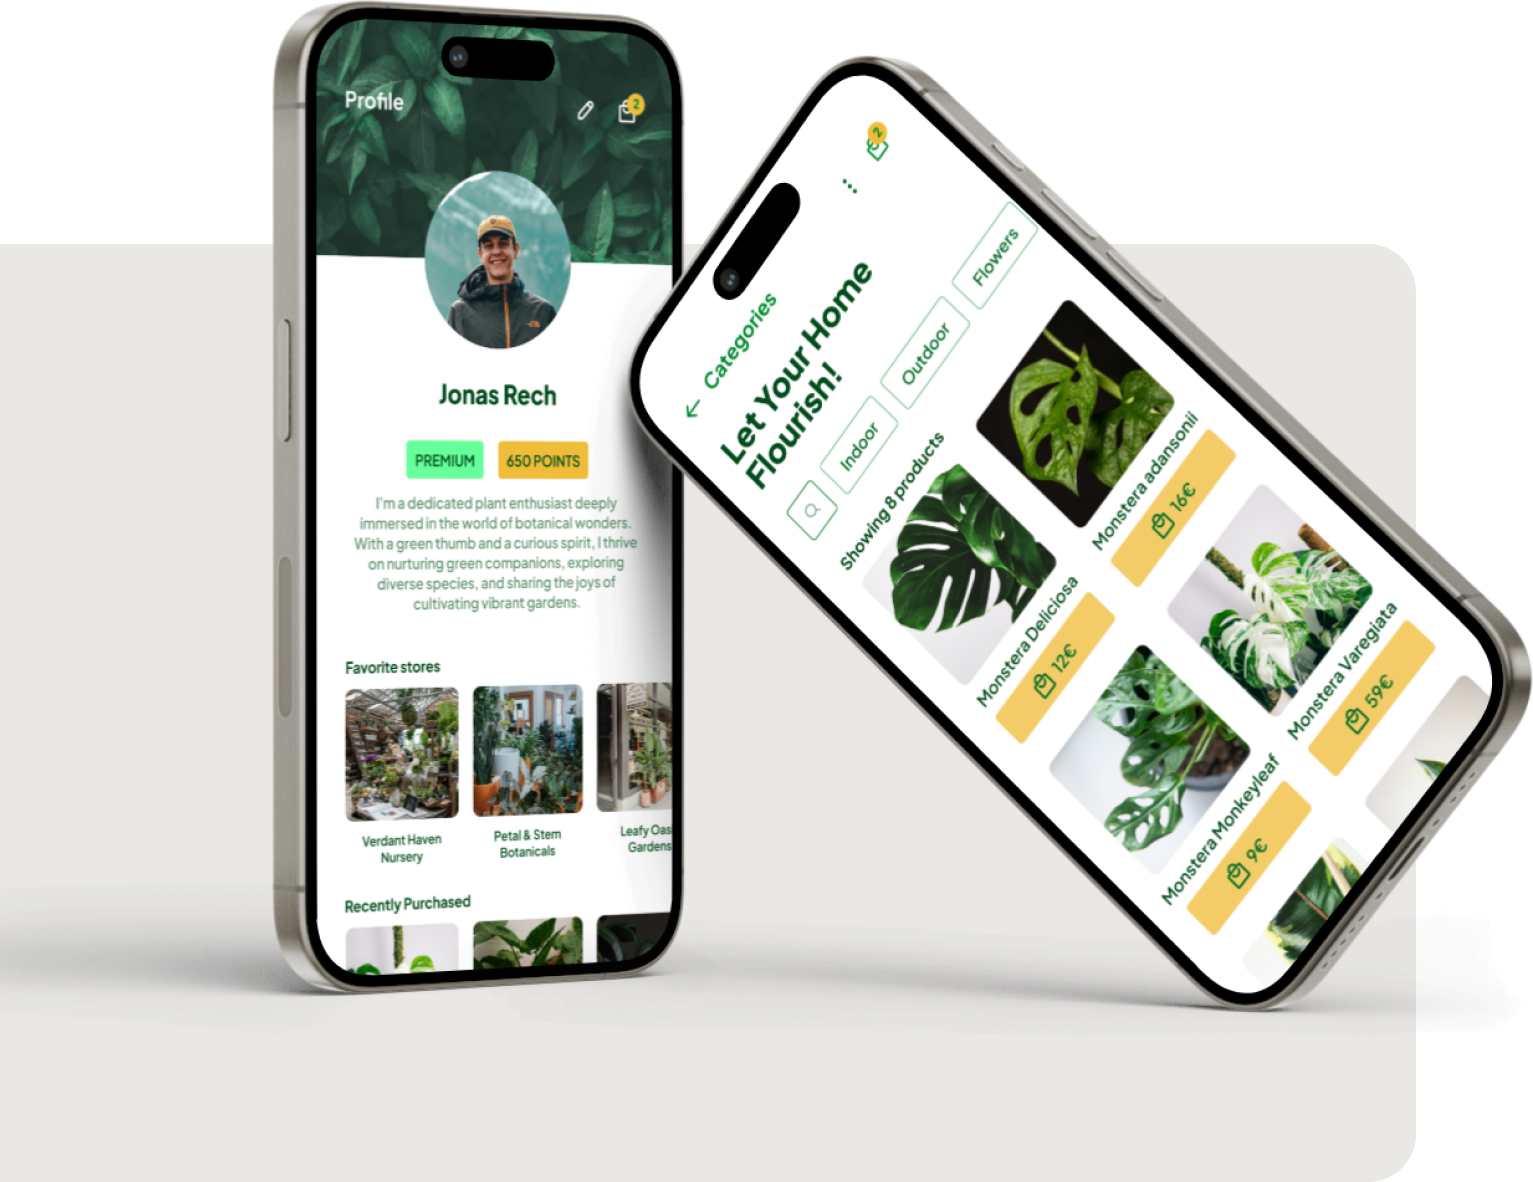 Profile
2
Jonas Rech
PREMIUM
650 POINTS
I'm a dedicated plant enthusiast deeply
immersed in the world of botanical wonders.
With a green thumb and a curious spirit, I thrive
on nurturing green companions, exploring
diverse species, and sharing the joys of
cultivating vibrant gardens.
Favorite stores
Verdant Haven
Nursery
Petal & Stem
Botanicals
Leafy Oas
Gardens
Recently Purchased
2
← Categories
Let Your Home
Flourish!
Indoor
Outdoor
Flowers
Showing 8 products
Monstera Deliciosa
12€
Monstera adansonii
16€
Monstera Monkeyleaf
9€
Monstera Varegiata
59€